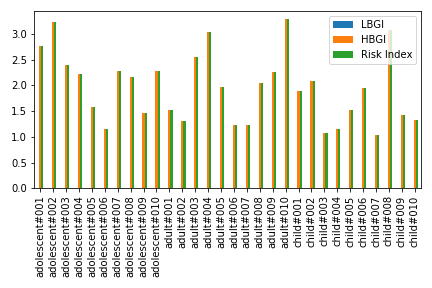 LBGI
HBGI
Risk Index
3.0
2.5
2.0
1.5
1.0
0.5
0.0
adolescent#001
adolescent#002
adolescent#003
adolescent#004
adolescent#005
adolescent#006
adolescent#007
adolescent#008
adolescent#009
adolescent#010
adult#001
adult#002
adult#003
adult#004
adult#005
adult#006
adult#007
adult#008
adult#009
adult#010
child#001
child#002
child#003
child#004
child#005
child#006
child#007
child#008
child#009
child#010